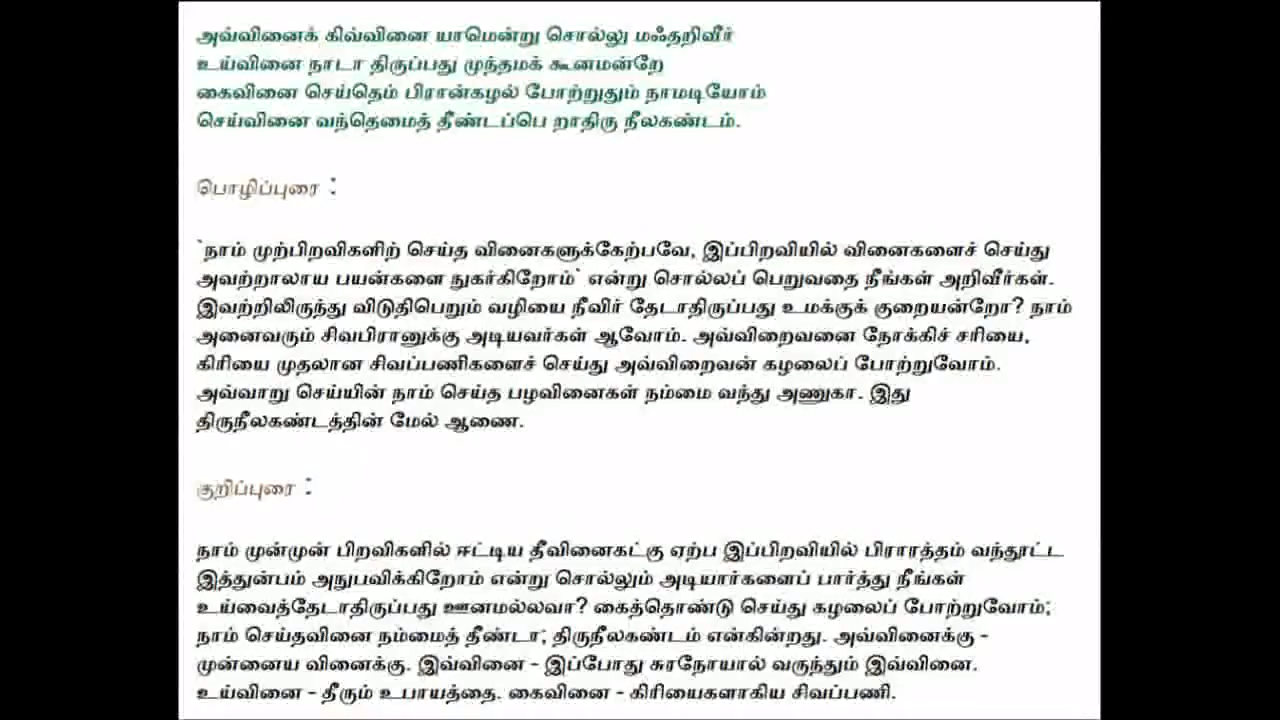 அவ்வினைக் கிவ்வினை யாமென்று சொல்லு மஃதறிவீர்
உய்வினை நாடா திருப்பது முந்தமக் கூனமன்றே
கைவினை செய்தெம் பிரான்கழல் போற்றுதும் நாமடியோம்
செய்வினை வந்தெமைத் தீண்டப்பெ றாதிரு நீலகண்டம்.
பொழிப்புரை :
`நாம் முற்பிறவிகளிற் செய்த வினைகளுக்கேற்பவே, இப்பிறவியில் வினைகளைச் செய்து
அவற்றாலாய பயன்களை நுகர்கிறோம்` என்று சொல்லப் பெறுவதை நீங்கள் அறிவீர்கள்.
இவற்றிலிருந்து விடுதிபெறும் வழியை நீவிர் தேடாதிருப்பது உமக்குக் குறையன்றோ? நாம்
அனைவரும் சிவபிரானுக்கு அடியவர்கள் ஆவோம். அவ்விறைவனை நோக்கிச் சரியை,
கிரியை முதலான சிவப்பணிகளைச் செய்து அவ்விறைவன் கழலைப் போற்றுவோம்.
அவ்வாறு செய்யின் நாம் செய்த பழவினைகள் நம்மை வந்து அணுகா. இது
திருநீலகண்டத்தின் மேல் ஆணை.
குறிப்புரை :
நாம் முன்முன் பிறவிகளில் ஈட்டிய தீவினைகட்கு ஏற்ப இப்பிறவியில் பிராரத்தம் வந்தூட்ட
இத்துன்பம் அநுபவிக்கிறோம் என்று சொல்லும் அடியார்களைப் பார்த்து நீங்கள்
உய்வைத்தேடாதிருப்பது ஊனமல்லவா? கைத்தொண்டு செய்து கழலைப் போற்றுவோம்;
நாம் செய்தவினை நம்மைத் தீண்டா; திருநீலகண்டம் என்கின்றது. அவ்வினைக்கு -
முன்னைய வினைக்கு. இவ்வினை - இப்போது சுரநோயால் வருந்தும் இவ்வினை.
உய்வினை - தீரும் உபாயத்தை. கைவினை - கிரியைகளாகிய சிவப்பணி.